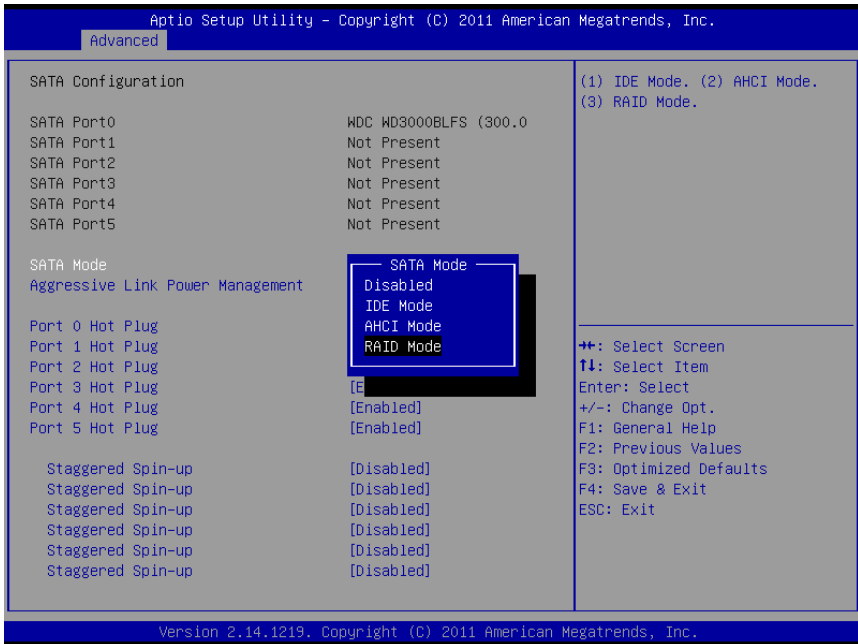 Aptio Setup Utility – Copyright (C) 2011 American Megatrends, Inc.
Advanced
SATA Configuration
SATA Port0 WDC WD3000BLFS (300.0
SATA Port1 Not Present
SATA Port2 Not Present
SATA Port3 Not Present
SATA Port4 Not Present
SATA Port5 Not Present
SATA Mode
Aggressive Link Power Management
Port 0 Hot Plug
Port 1 Hot Plug
Port 2 Hot Plug
Port 3 Hot Plug [E
Port 4 Hot Plug [Enabled]
Port 5 Hot Plug [Enabled]
Staggered Spin-up [Disabled]
Staggered Spin-up [Disabled]
Staggered Spin-up [Disabled]
Staggered Spin-up [Disabled]
Staggered Spin-up [Disabled]
Staggered Spin-up [Disabled]
SATA Mode
Disabled
IDE Mode
AHCI Mode
RAID Mode
(1) IDE Mode. (2) AHCI Mode.
(3) RAID Mode.
→←: Select Screen
↑↓: Select Item
Enter: Select
+/-: Change Opt.
F1: General Help
F2: Previous Values
F3: Optimized Defaults
F4: Save & Exit
ESC: Exit
Version 2.14.1219. Copyright (C) 2011 American Megatrends, Inc.